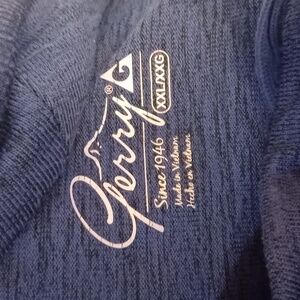 Gerry®
Since 1946
XXL/XXG
Made in Vietnam
Hecho en Vietnam